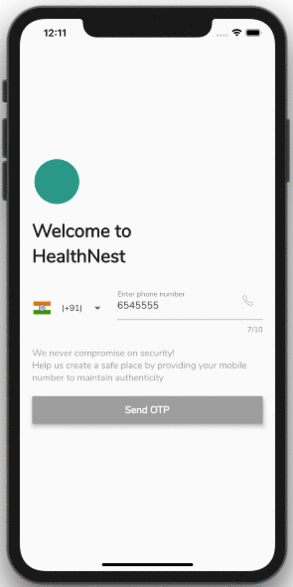 12:11
Welcome to
HealthNest
Enter phone number
(+91)
6545555
7/10
We never compromise on security!
Help us create a safe place by providing your mobile
number to maintain authenticity
Send OTP